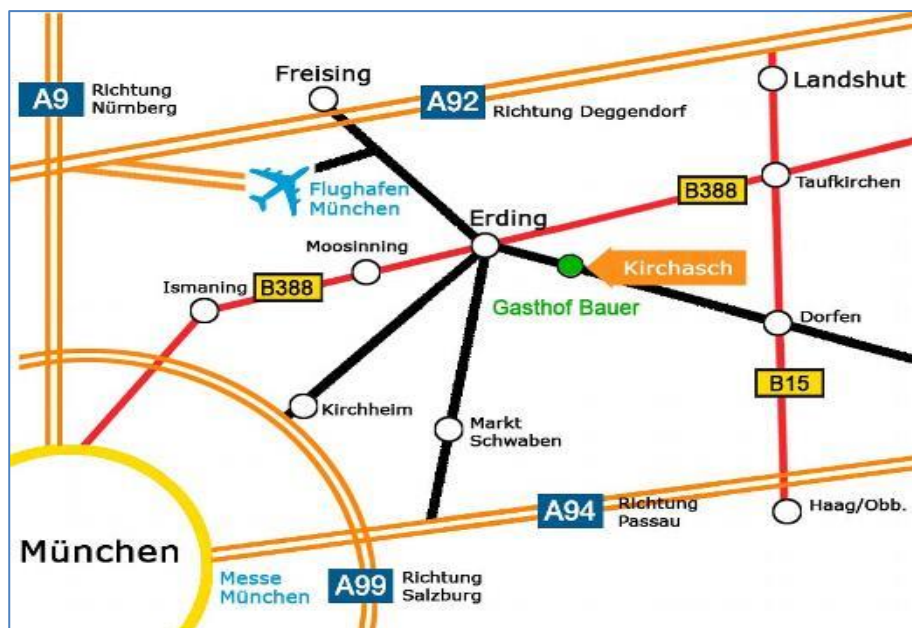 Freising
Landshut
A9
Richtung
Nürnberg
A92
Richtung Deggendorf
Flughafen
München
B388
Taufkirchen
Erding
Moosinning
Kirchasch
Ismaning
B388
Gasthof Bauer
Dorfen
B15
Kirchheim
Markt
Schwaben
A94
Richtung
Passau
Haag/Obb.
München
Messe
München
A99
Richtung
Salzburg